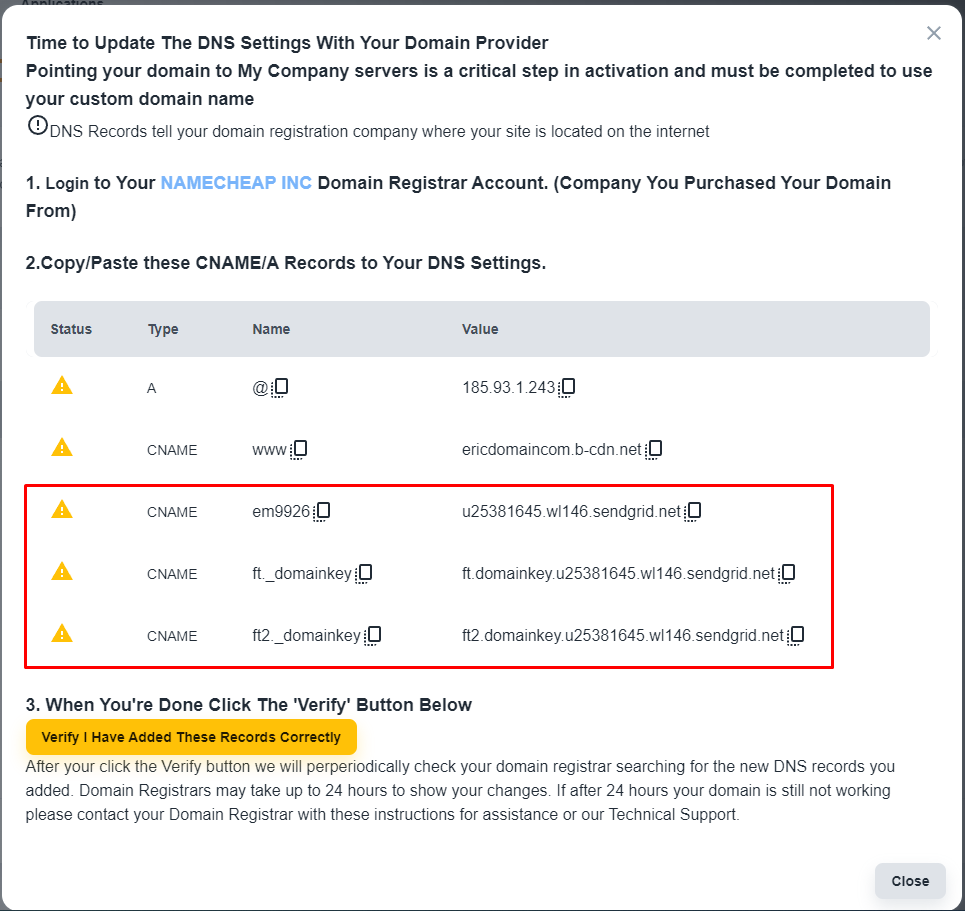 Applications
Time to Update The DNS Settings With Your Domain Provider
Pointing your domain to My Company servers is a critical step in activation and must be completed to use
your custom domain name
DNS Records tell your domain registration company where your site is located on the internet
1. Login to Your NAMECHEAP INC Domain Registrar Account. (Company You Purchased Your Domain
From)
2.Copy/Paste these CNAME/A Records to Your DNS Settings.
Status Type Name Value
A @ 185.93.1.243
CNAME www ericdomaincom.b-cdn.net
CNAME em9926 u25381645.wl146.sendgrid.net
CNAME ft._domainkey ft.domainkey.u25381645.wl146.sendgrid.net
CNAME ft2._domainkey ft2.domainkey.u25381645.wl146.sendgrid.net
3. When You're Done Click The 'Verify' Button Below
Verify I Have Added These Records Correctly
After your click the Verify button we will perperiodically check your domain registrar searching for the new DNS records you
added. Domain Registrars may take up to 24 hours to show your changes. If after 24 hours your domain is still not working
please contact your Domain Registrar with these instructions for assistance or our Technical Support.
Close